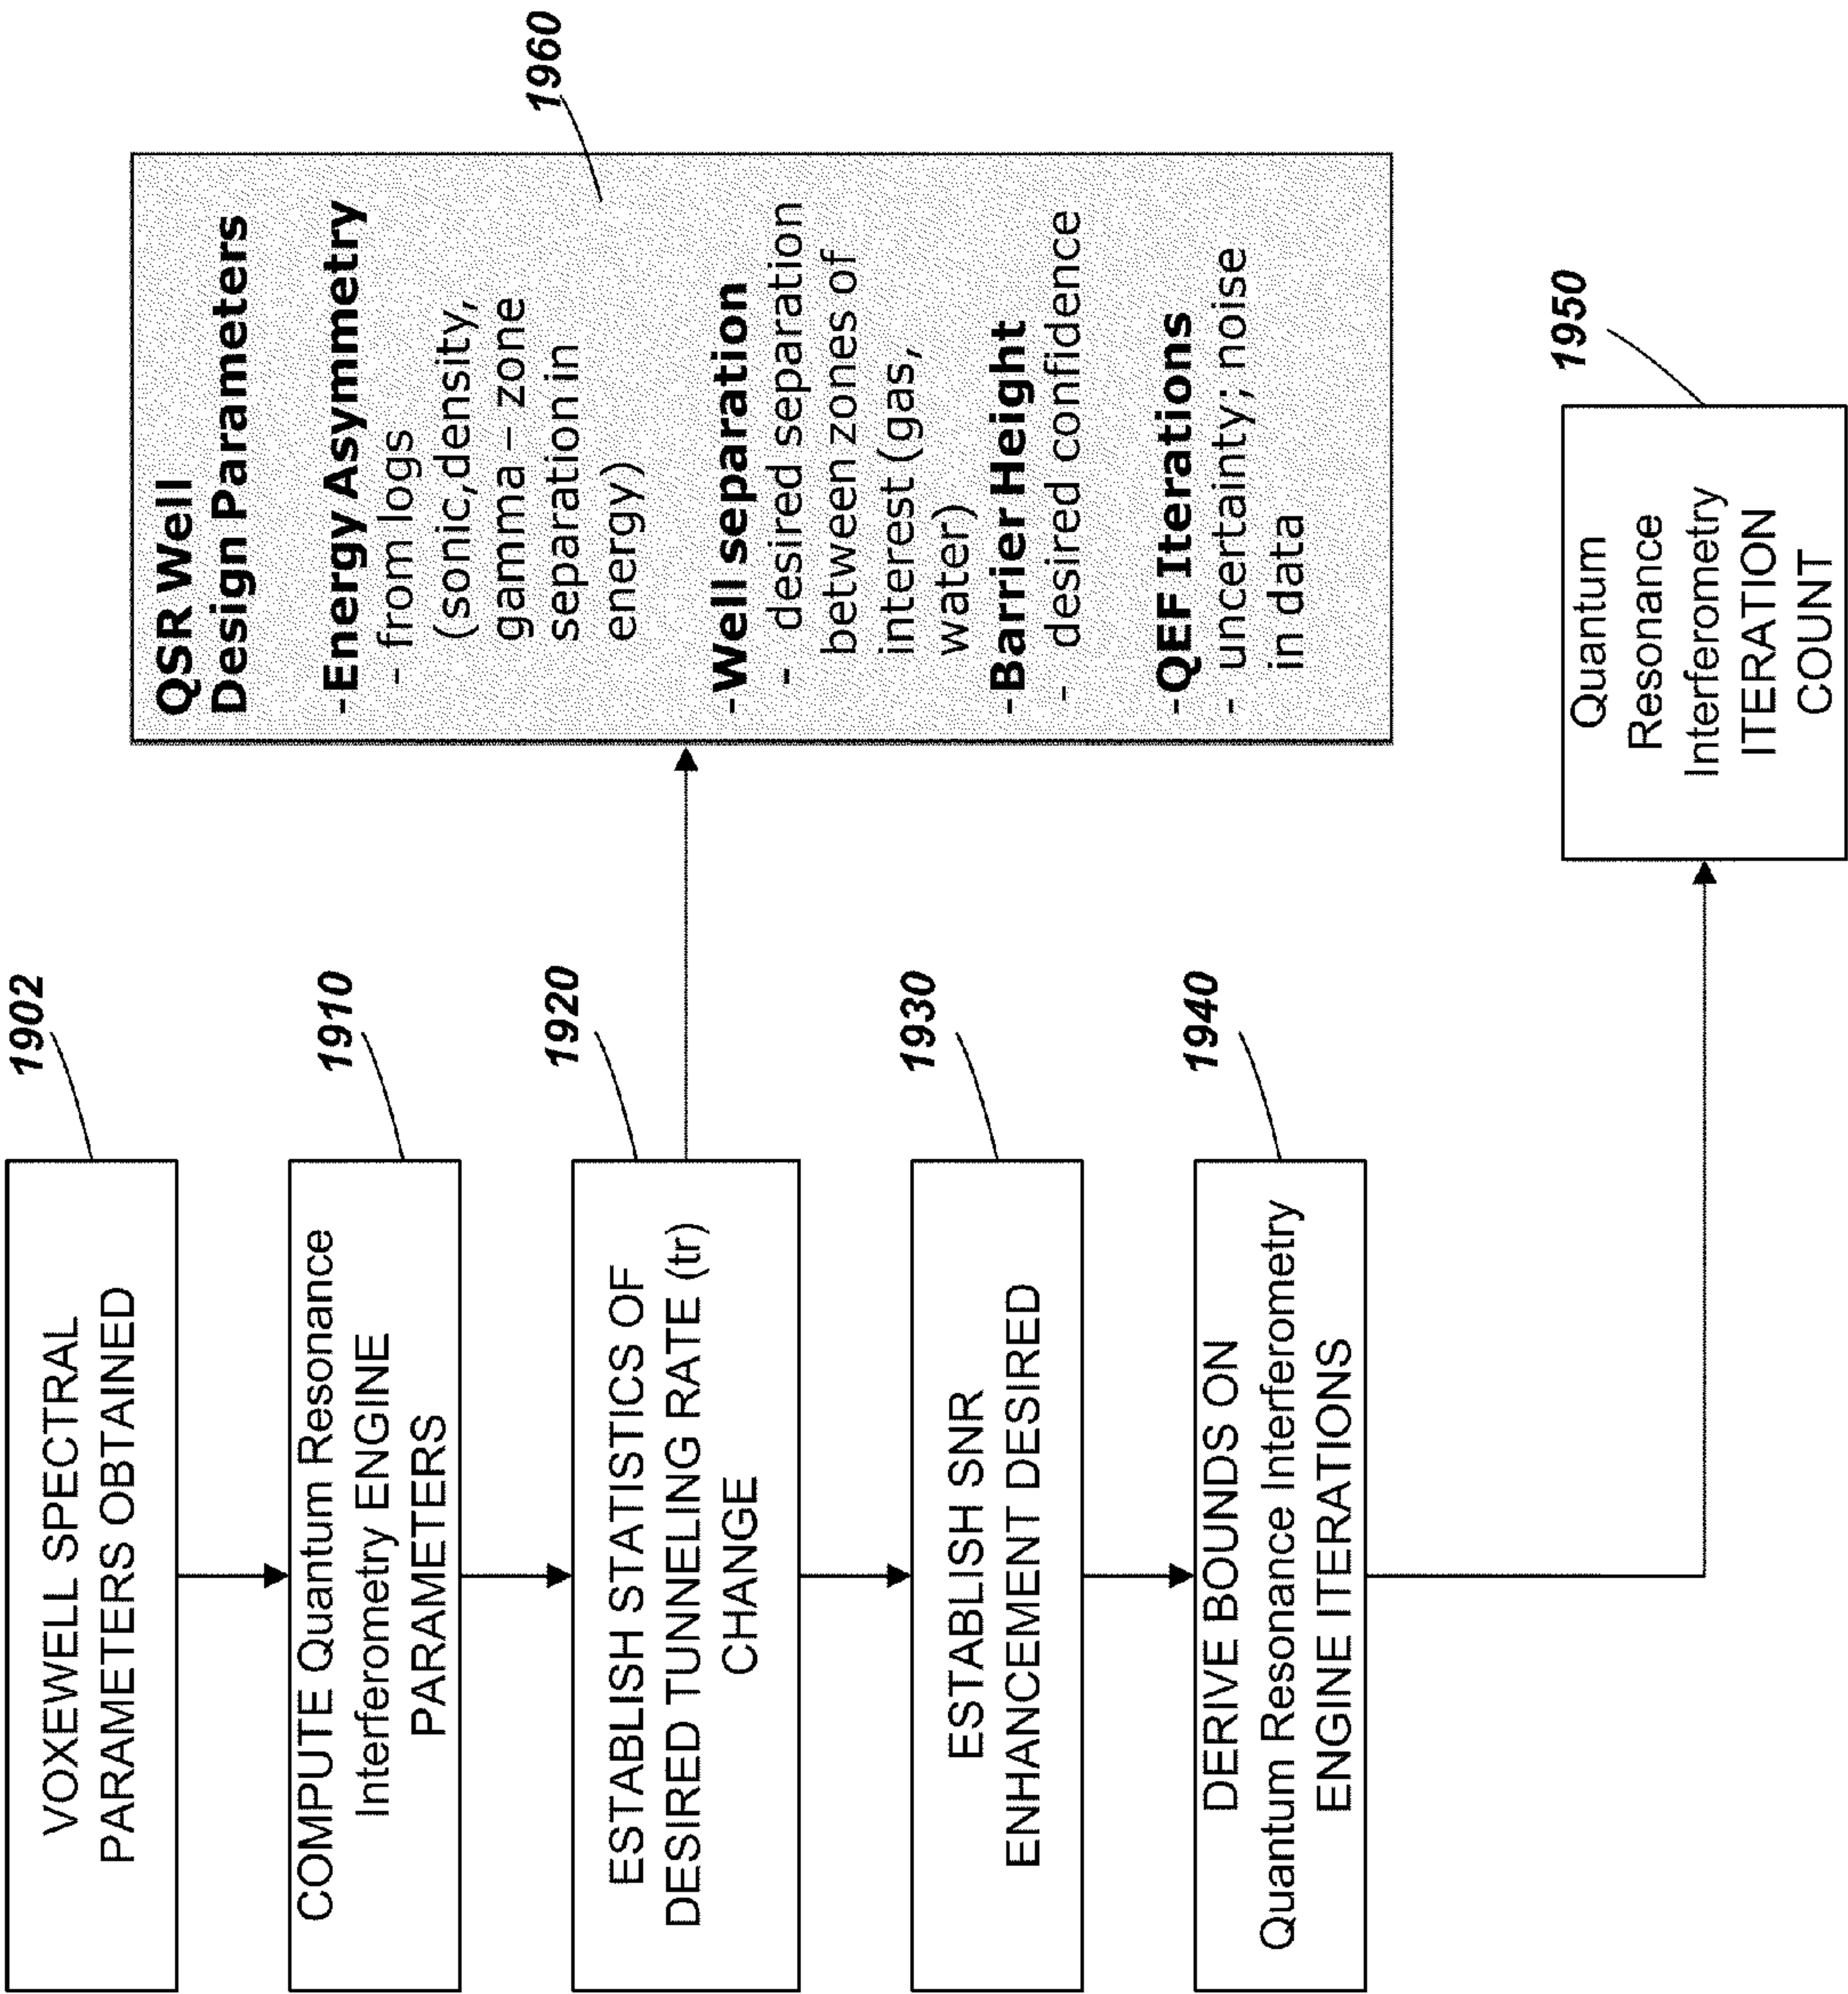 1902
VOXEWELL SPECTRAL
PARAMETERS OBTAINED
1910
COMPUTE Quantum Resonance
Interferometry ENGINE
PARAMETERS
1920
ESTABLISH STATISTICS OF
DESIRED TUNNELING RATE (tr)
CHANGE
1930
ESTABLISH SNR
ENHANCEMENT DESIRED
1940
DERIVE BOUNDS ON
Quantum Resonance Interferometry
ENGINE ITERATIONS
1960
QSR Well
Design Parameters
-Energy Asymmetry
- from logs
(sonic,density,
gamma – zone
separation in
energy)
-Well separation
- desired separation
between zones of
interest (gas,
water)
-Barrier Height
- desired confidence
-QEF Iterations
- uncertainty; noise
in data
1950
Quantum
Resonance
Interferometry
ITERATION
COUNT